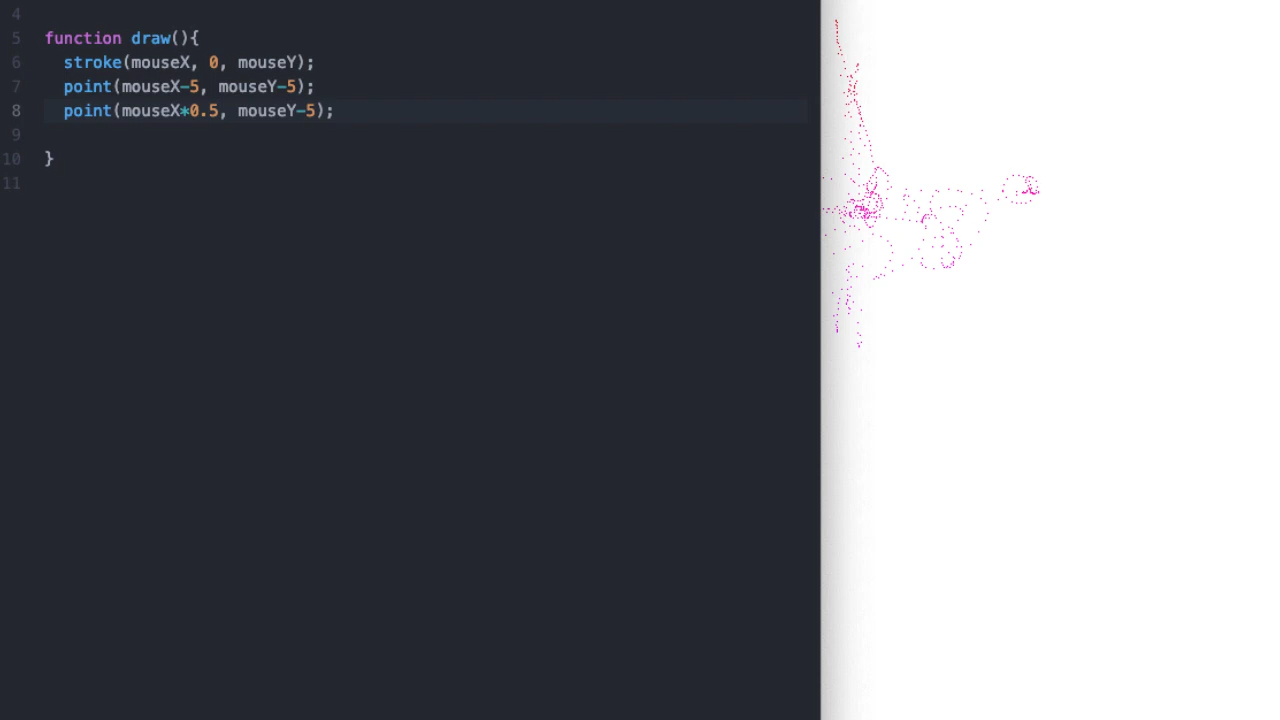 4
5 function draw(){
6 stroke(mouseX, 0, mouseY);
7 point(mouseX-5, mouseY-5);
8 point(mouseX*0.5, mouseY-5);
9
10 }
11